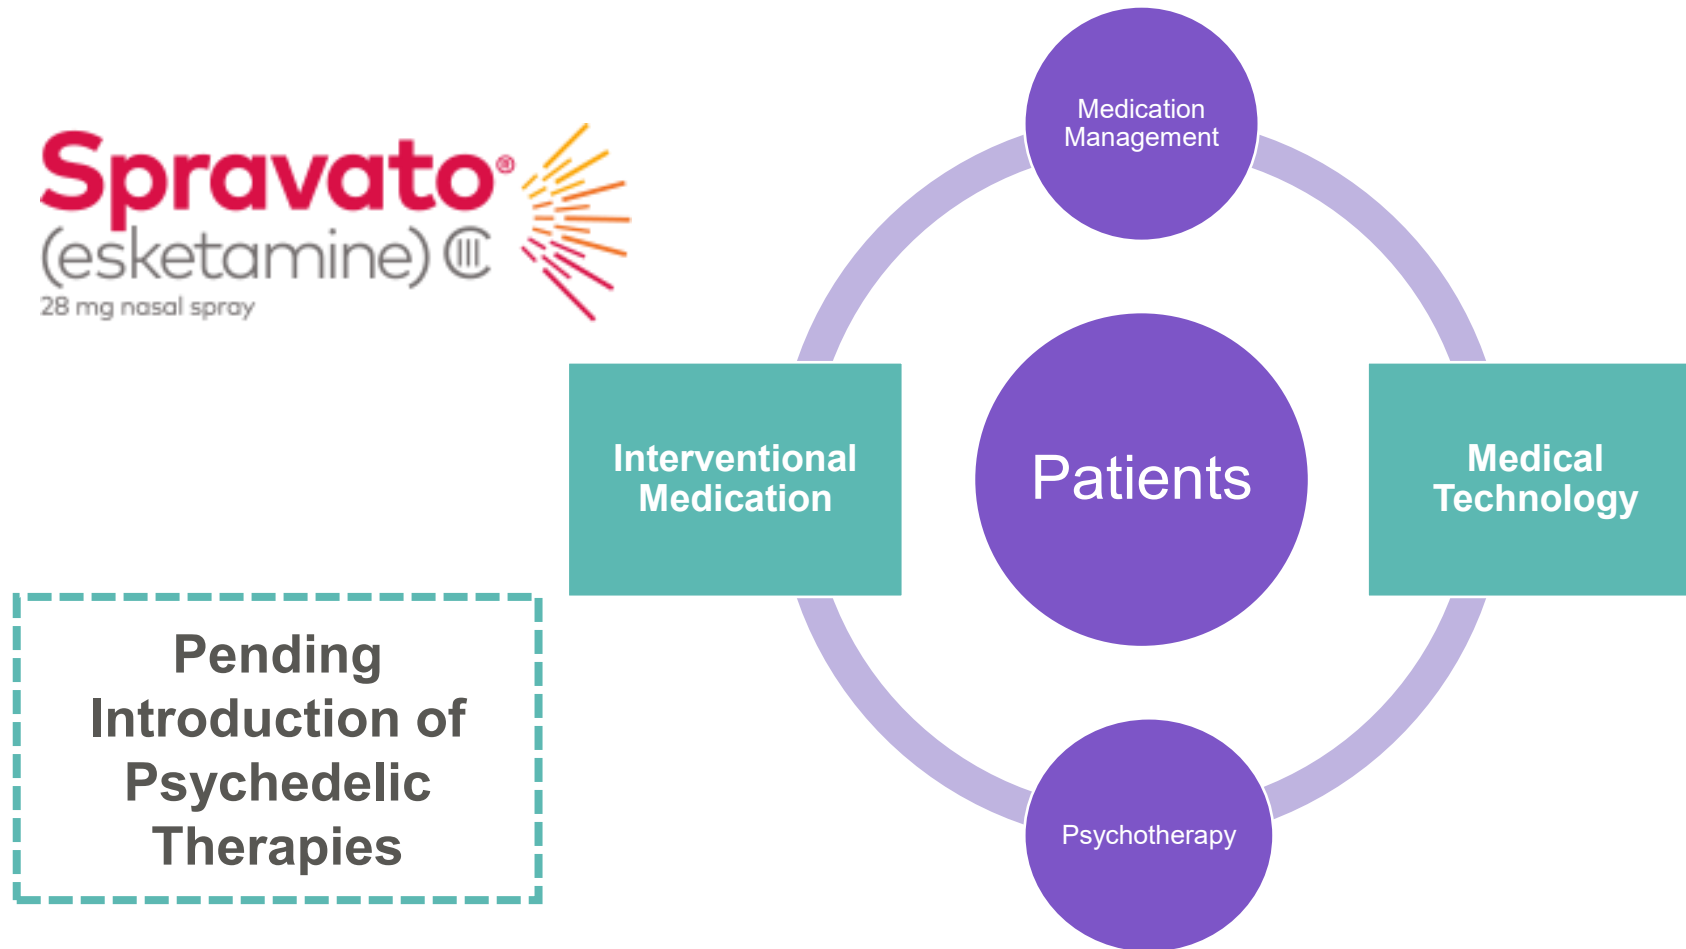 Spravato®
(esketamine) CIII
28 mg nasal spray
Medication
Management
Interventional
Medication
Patients
Medical
Technology
Pending
Introduction of
Psychedelic
Therapies
Psychotherapy